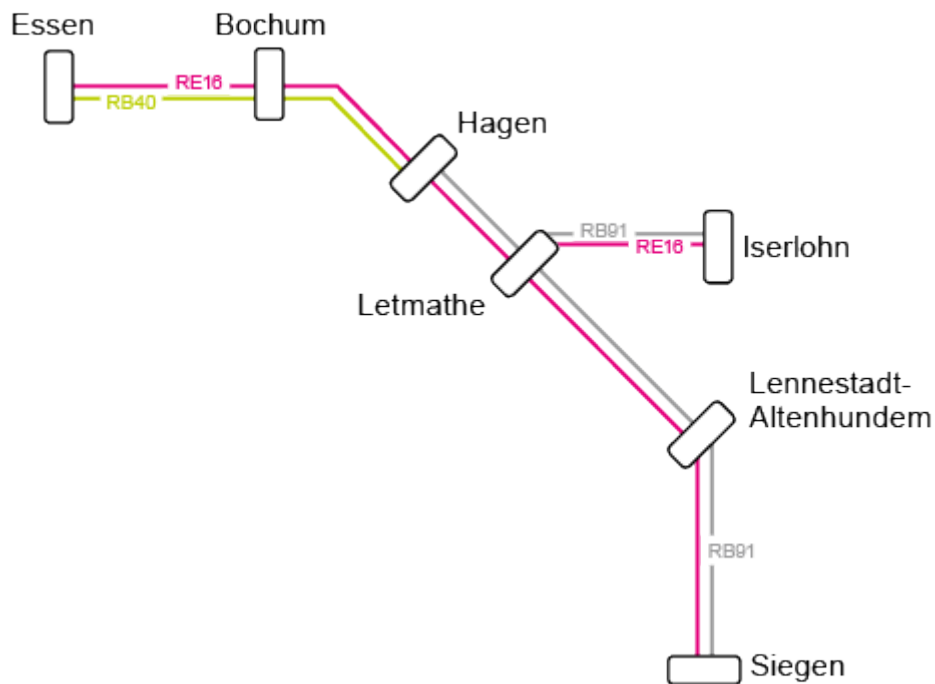 Essen
Bochum
RE16
RB40
Hagen
RB91
RE16
Iserlohn
Letmathe
Lennestadt-
Altenhundem
RB91
Siegen